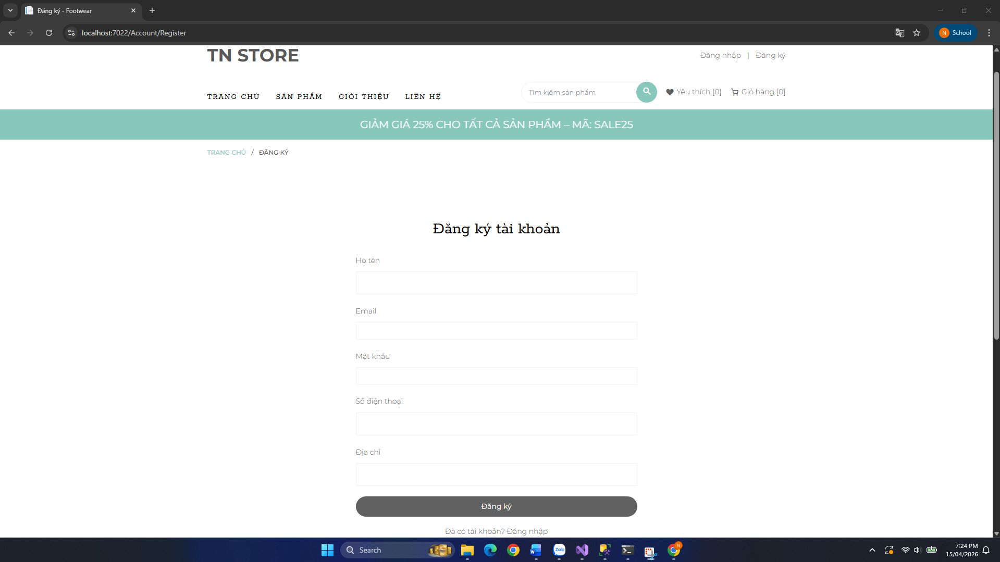 Đăng ký - Footwear
localhost:7022/Account/Register
N School
TN STORE
Đăng nhập | Đăng ký
TRANG CHỦ SẢN PHẨM GIỚI THIỆU LIÊN HỆ
Tìm kiếm sản phẩm
Yêu thích [0] Giỏ hàng [0]
GIẢM GIÁ 25% CHO TẤT CẢ SẢN PHẨM – MÃ: SALE25
TRANG CHỦ / ĐĂNG KÝ
Đăng ký tài khoản
Họ tên
Email
Mật khẩu
Số điện thoại
Địa chỉ
Đăng ký
Đã có tài khoản? Đăng nhập
Search
W
Zalo
N
7:24 PM
15/04/2026